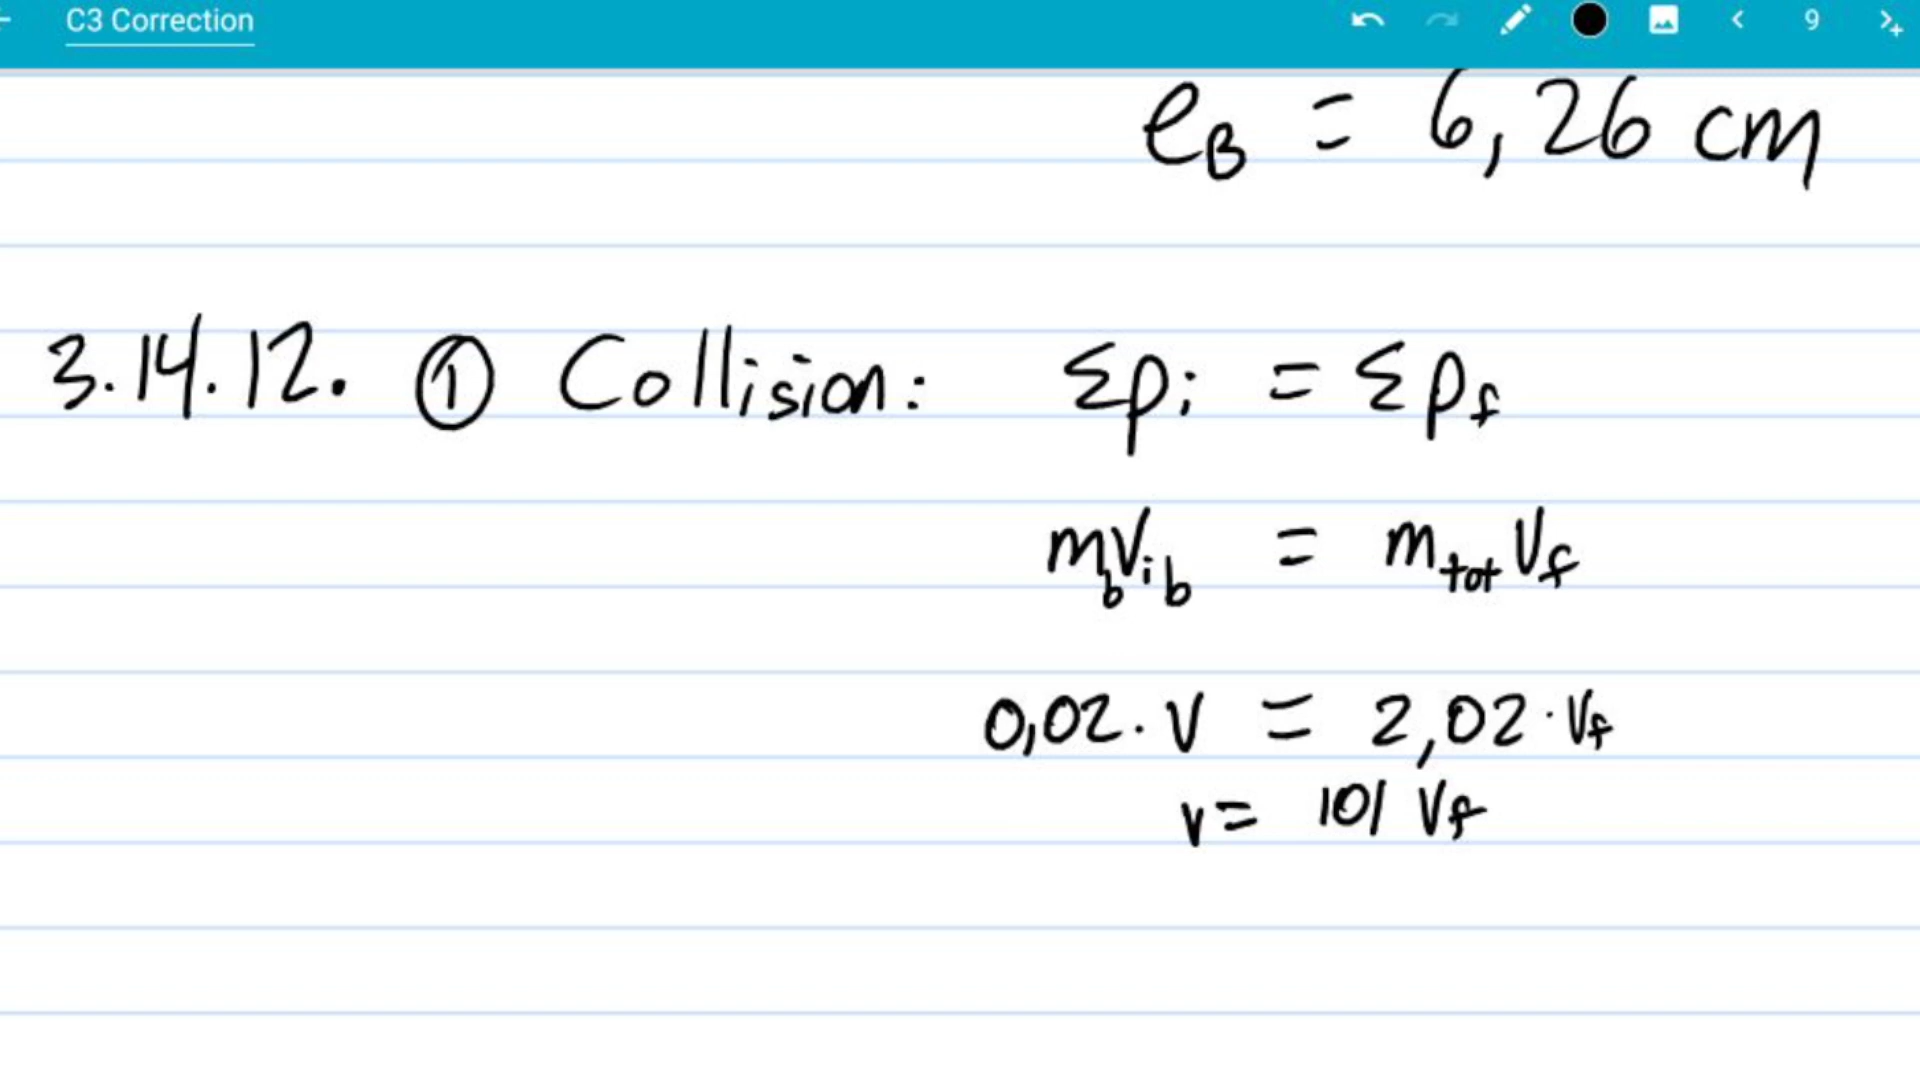 C3 Correction
9
e_B = 6,26 cm
3.14.12. ① Collision: Σp_i = Σp_f
m_b v_ib = m_tot v_f
0,02 · v = 2,02 · v_f
v = 101 v_f